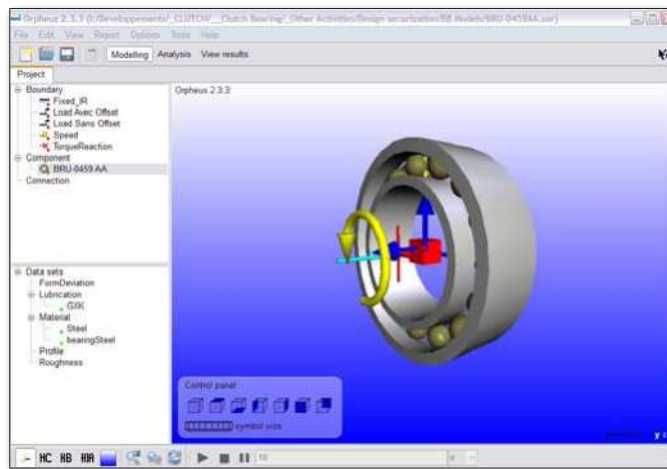 Orpheus 2.3.3 (I:/Developpements/_CLUTCH/__Clutch Bearing/_Other Activities/Design securization/BB Models/BRU-0459AA.usr)
File Edit View Report Options Tools Help
Modelling Analysis View results
Project
Boundary
Fixed_IR
Load Avec Offset
Load Sans Offset
Speed
TorqueReaction
Component
BRU-0459 AA
Connection
Orpheus 2.3.3
Data sets
FormDeviation
Lubrication
GXK
Material
Steel
bearingSteel
Profile
Roughness
Control panel
symbol size
y z
HC HB
10